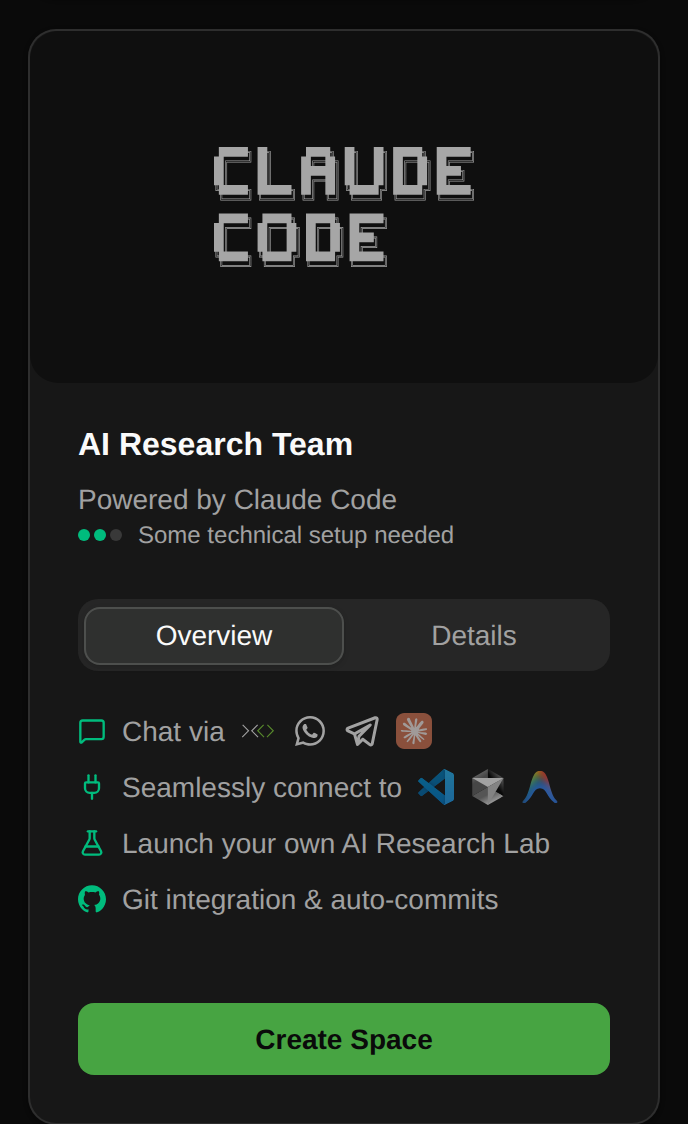 CLAUDE
CODE
AI Research Team
Powered by Claude Code
Some technical setup needed
Overview
Details
Chat via
Seamlessly connect to
Launch your own AI Research Lab
Git integration & auto-commits
Create Space